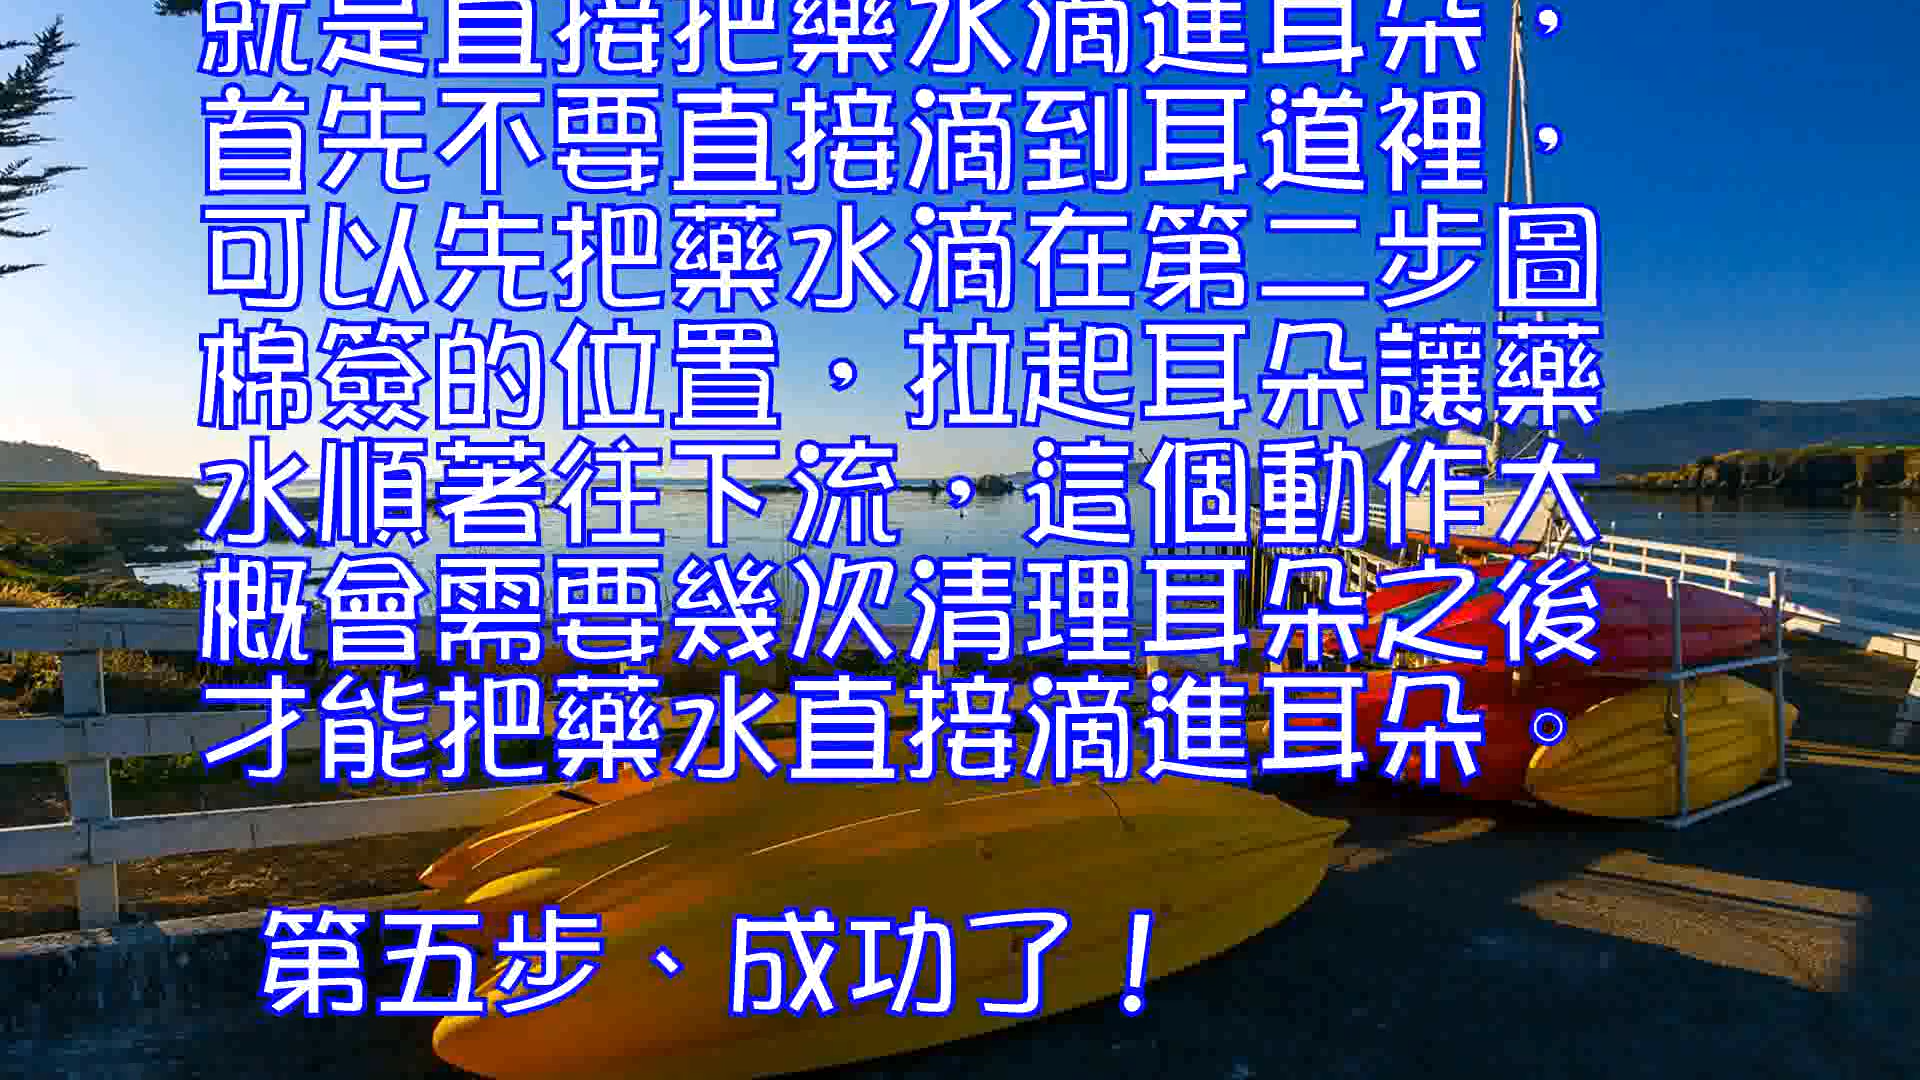 就是直接把藥水滴進耳朵，
首先不要直接滴到耳道裡，
可以先把藥水滴在第二步圖
棉簽的位置，拉起耳朵讓藥
水順著往下流，這個動作大
概會需要幾次清理耳朵之後
才能把藥水直接滴進耳朵。
第五步、成功了！